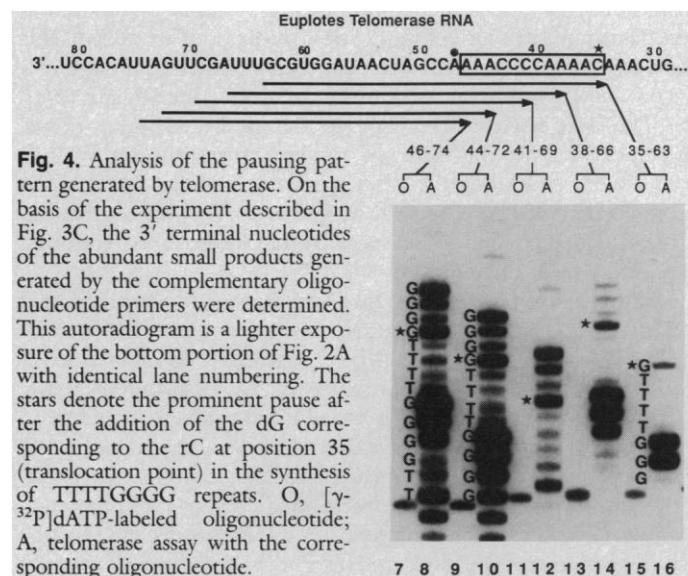 Euplotes Telomerase RNA
80 70 60 50 ● 40 ★ 30
3'...UCCACAUUAGUUCGAUUUGCGUGGAUAACUAGCCAAAACCCCAAAACAAACUG...
46-74 44-72 41-69 38-66 35-63
O A O A O A O A O A
Fig. 4. Analysis of the pausing pat-
tern generated by telomerase. On the
basis of the experiment described in
Fig. 3C, the 3' terminal nucleotides
of the abundant small products gen-
erated by the complementary oligo-
nucleotide primers were determined.
This autoradiogram is a lighter expo-
sure of the bottom portion of Fig. 2A
with identical lane numbering. The
stars denote the prominent pause af-
ter the addition of the dG corre-
sponding to the rC at position 35
(translocation point) in the synthesis
of TTTTGGGG repeats. O, [γ-
³²P]dATP-labeled oligonucleotide;
A, telomerase assay with the corre-
sponding oligonucleotide.
G
G
G
★G
T
T
T
T
G
G
G
G
T
T
G
G
G
★G
T
T
T
T
G
G
G
G
T
★
★
★G
T
T
T
T
G
G
G
7 8 9 10 11 12 13 14 15 16